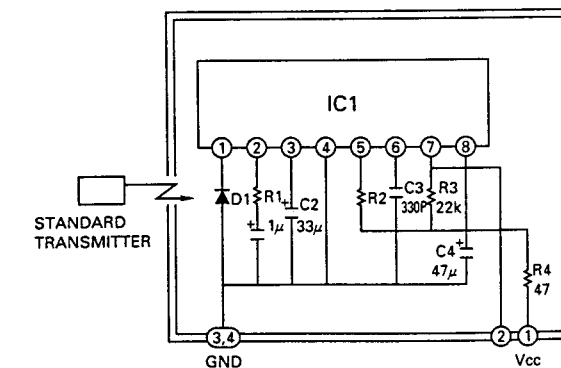 IC1
1 2 3 4 5 6 7 8
D1
R1
+
1μ
+
C2
33μ
R2
C3
330P
R3
22k
+
C4
47μ
R4
47
STANDARD
TRANSMITTER
3,4
GND
2 1
Vcc